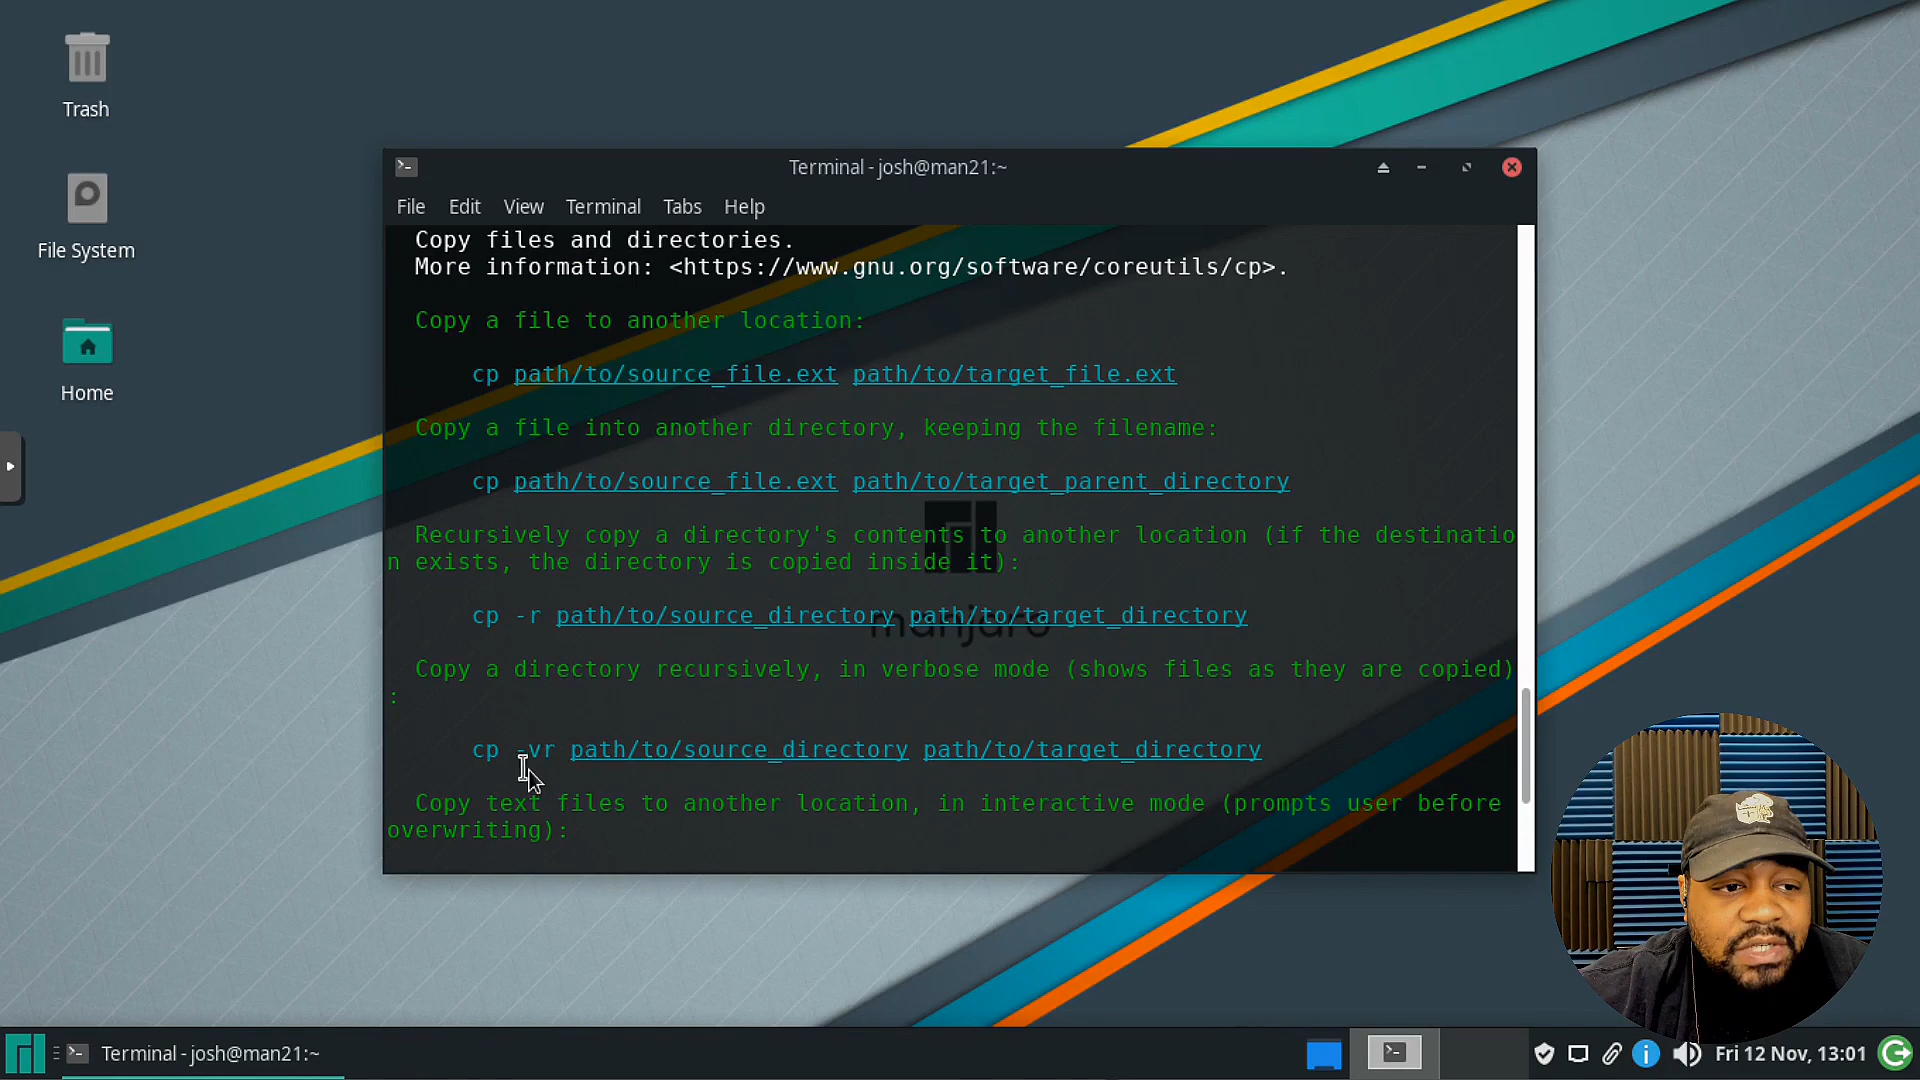 Trash
File System
Home
Terminal - josh@man21:~
File Edit View Terminal Tabs Help
Copy files and directories.
More information: <https://www.gnu.org/software/coreutils/cp>.
Copy a file to another location:
cp path/to/source_file.ext path/to/target_file.ext
Copy a file into another directory, keeping the filename:
cp path/to/source_file.ext path/to/target_parent_directory
Recursively copy a directory's contents to another location (if the destinatio
n exists, the directory is copied inside it):
cp -r path/to/source_directory path/to/target_directory
manjaro
Copy a directory recursively, in verbose mode (shows files as they are copied)
:
cp -vr path/to/source_directory path/to/target_directory
Copy text files to another location, in interactive mode (prompts user before
overwriting):
Terminal - josh@man21:~
Fri 12 Nov, 13:01